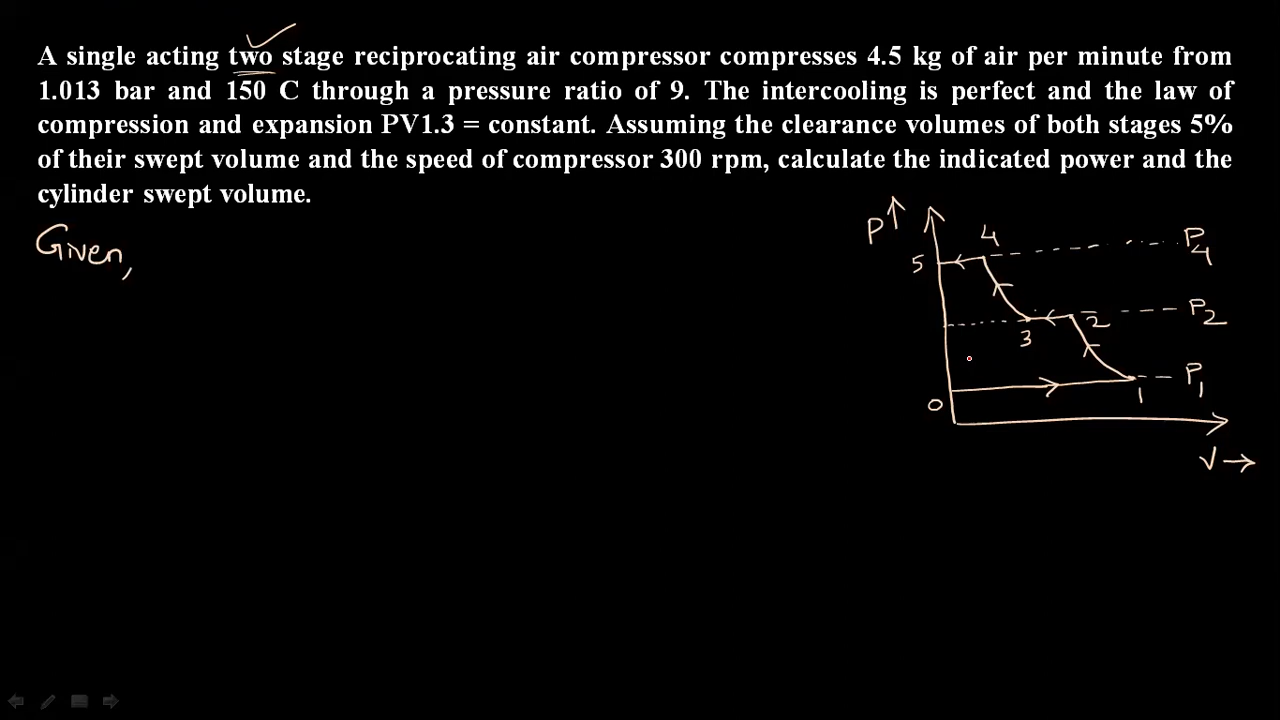 A single acting two stage reciprocating air compressor compresses 4.5 kg of air per minute from
1.013 bar and 150 C through a pressure ratio of 9. The intercooling is perfect and the law of
compression and expansion PV1.3 = constant. Assuming the clearance volumes of both stages 5%
of their swept volume and the speed of compressor 300 rpm, calculate the indicated power and the
cylinder swept volume.
Given,
P↑
4
P4
5
2
P2
3
P1
1
0
V→